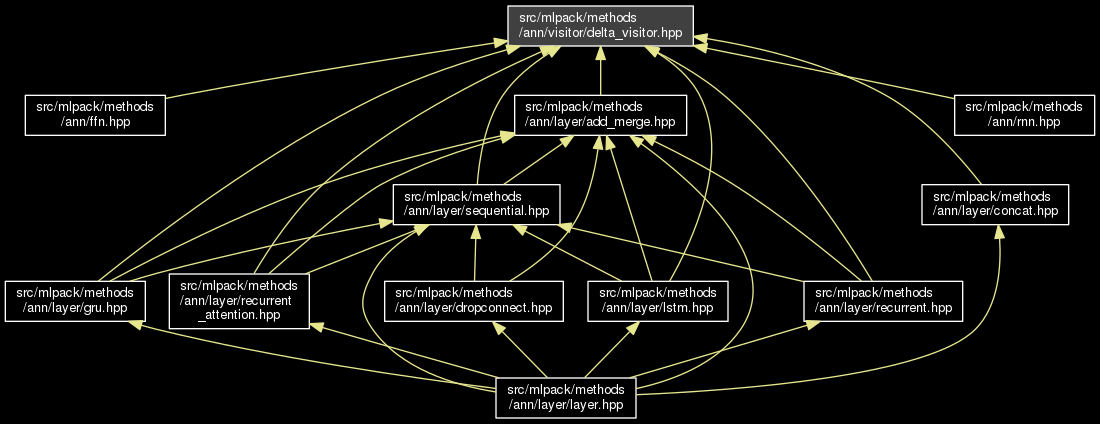 src/mlpack/methods
/ann/visitor/delta_visitor.hpp
src/mlpack/methods
/ann/ffn.hpp
src/mlpack/methods
/ann/layer/add_merge.hpp
src/mlpack/methods
/ann/rnn.hpp
src/mlpack/methods
/ann/layer/sequential.hpp
src/mlpack/methods
/ann/layer/concat.hpp
src/mlpack/methods
/ann/layer/gru.hpp
src/mlpack/methods
/ann/layer/recurrent
_attention.hpp
src/mlpack/methods
/ann/layer/dropconnect.hpp
src/mlpack/methods
/ann/layer/lstm.hpp
src/mlpack/methods
/ann/layer/recurrent.hpp
src/mlpack/methods
/ann/layer/layer.hpp